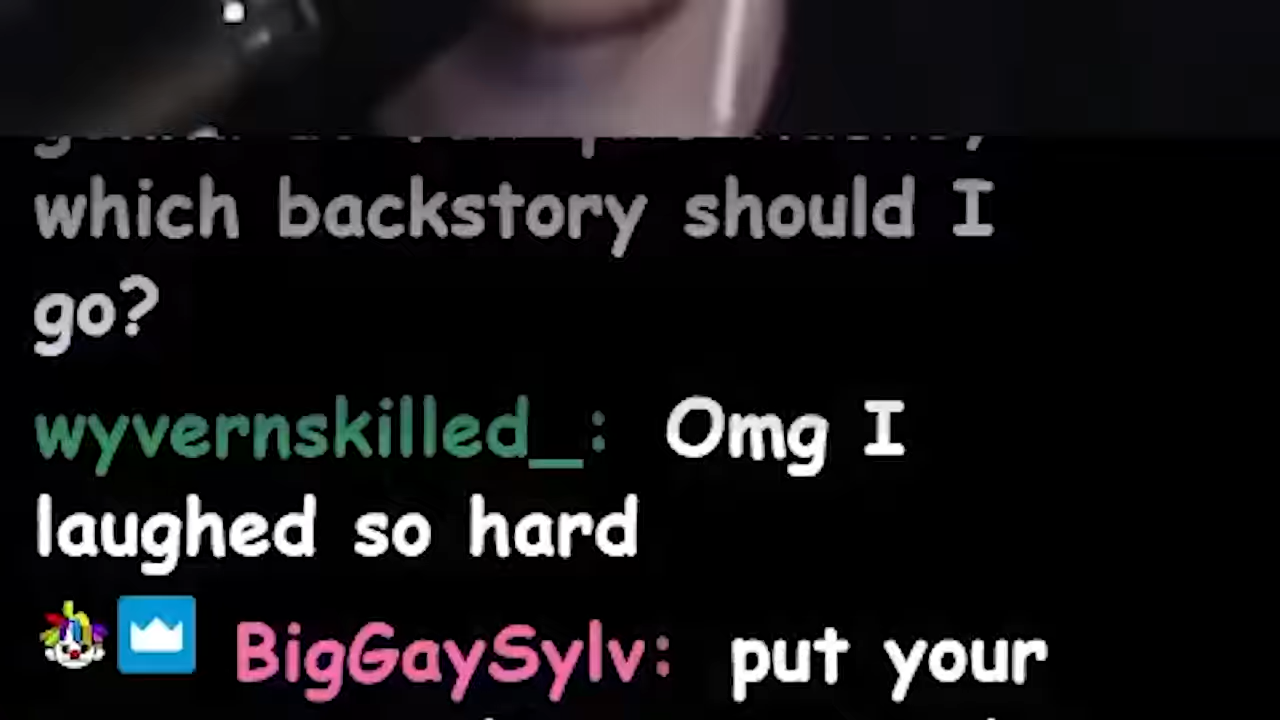 which backstory should I
go?
wyvernskilled_: Omg I
laughed so hard
BigGaySylv: put your